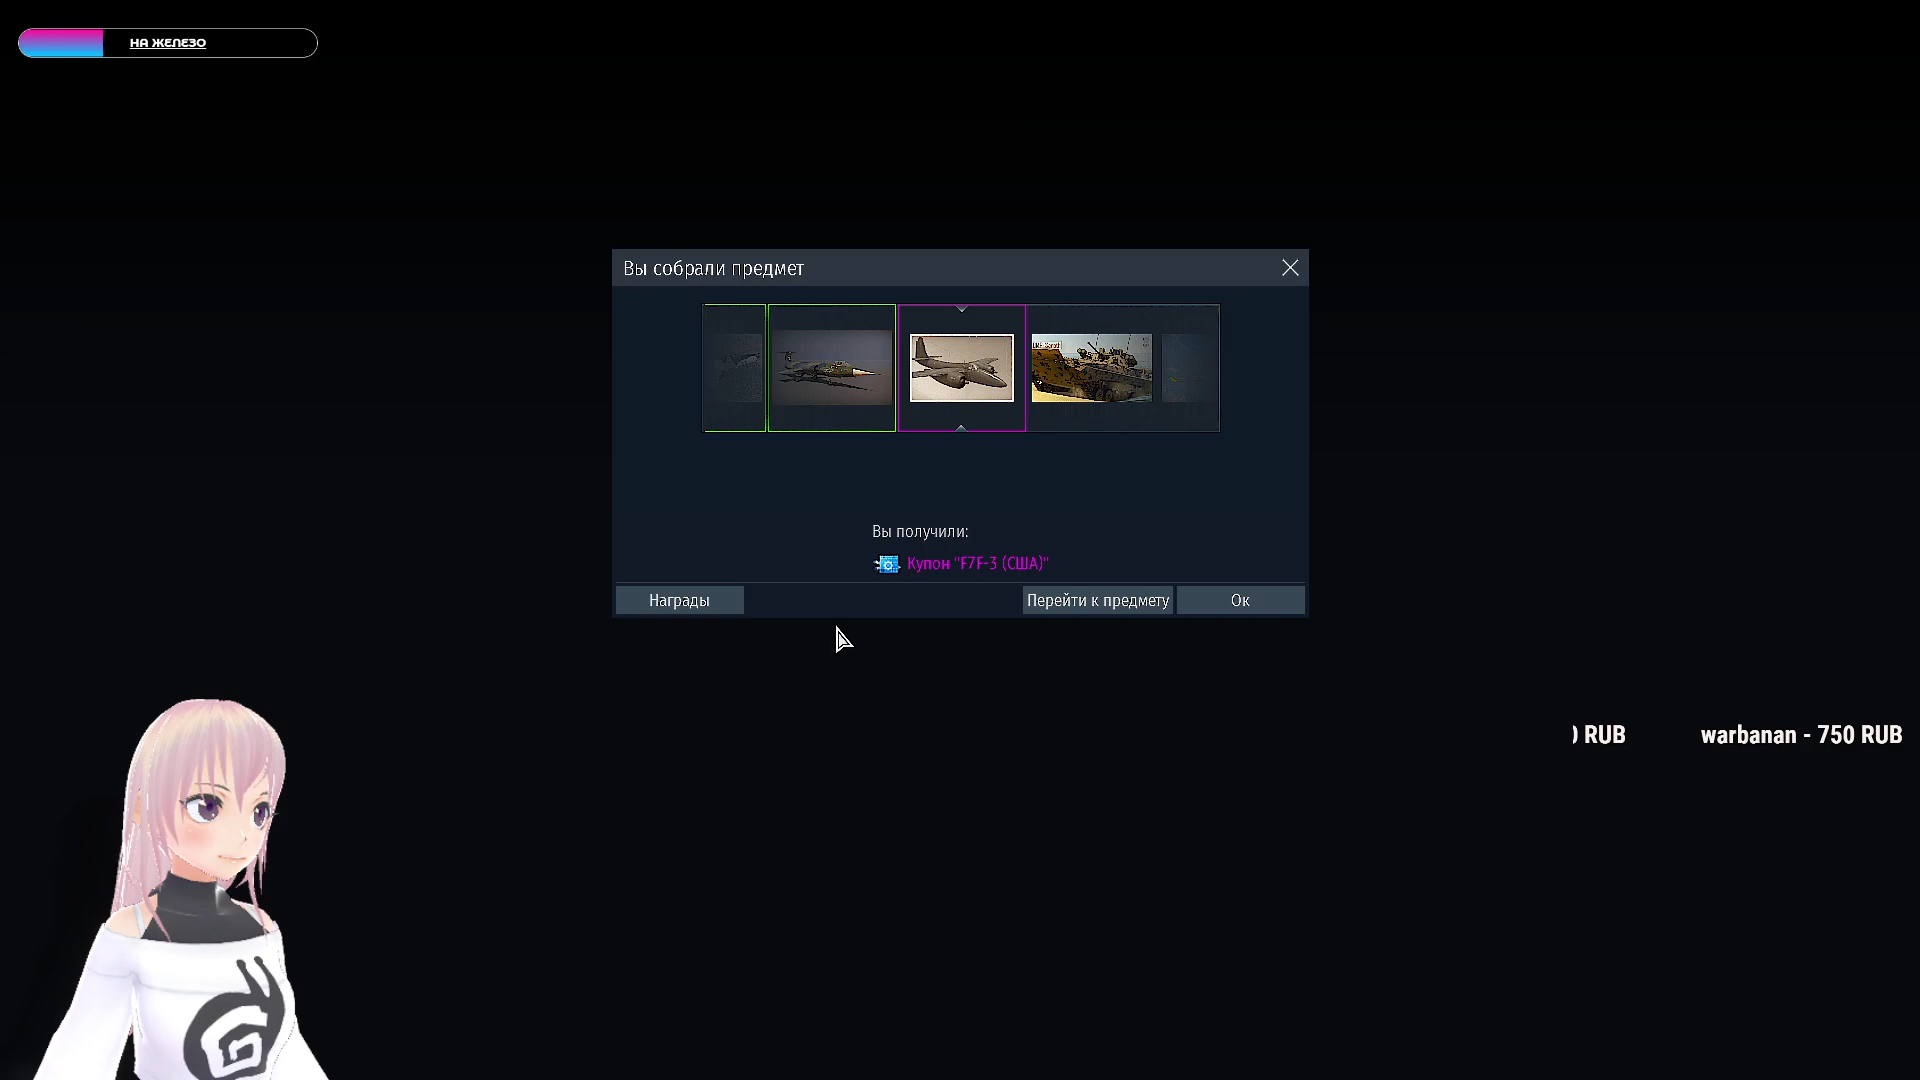 НА ЖЕЛЕЗО
Вы собрали предмет
Вы получили:
Купон "F7F-3 (США)"
Награды
Перейти к предмету
Ок
RUB
warbanan - 750 RUB